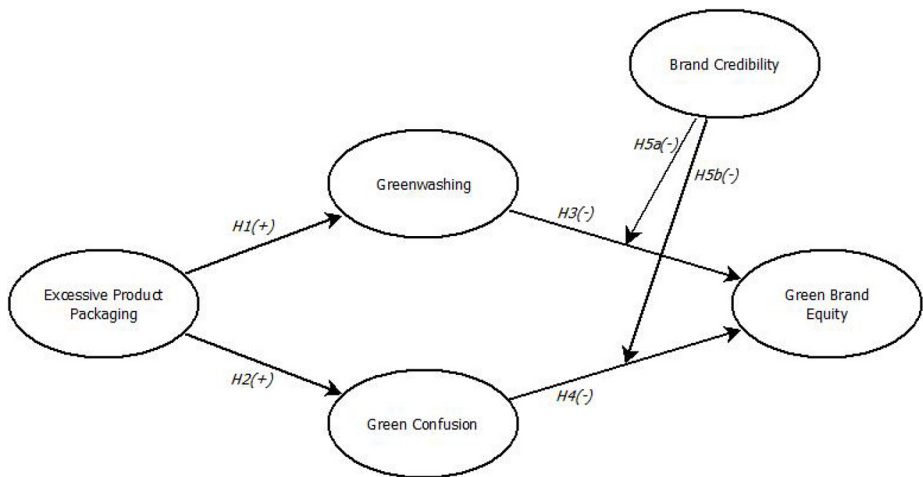 Brand Credibility
H5a(-)
H5b(-)
Greenwashing
H3(-)
H1(+)
Excessive Product
Packaging
Green Brand
Equity
H2(+)
H4(-)
Green Confusion